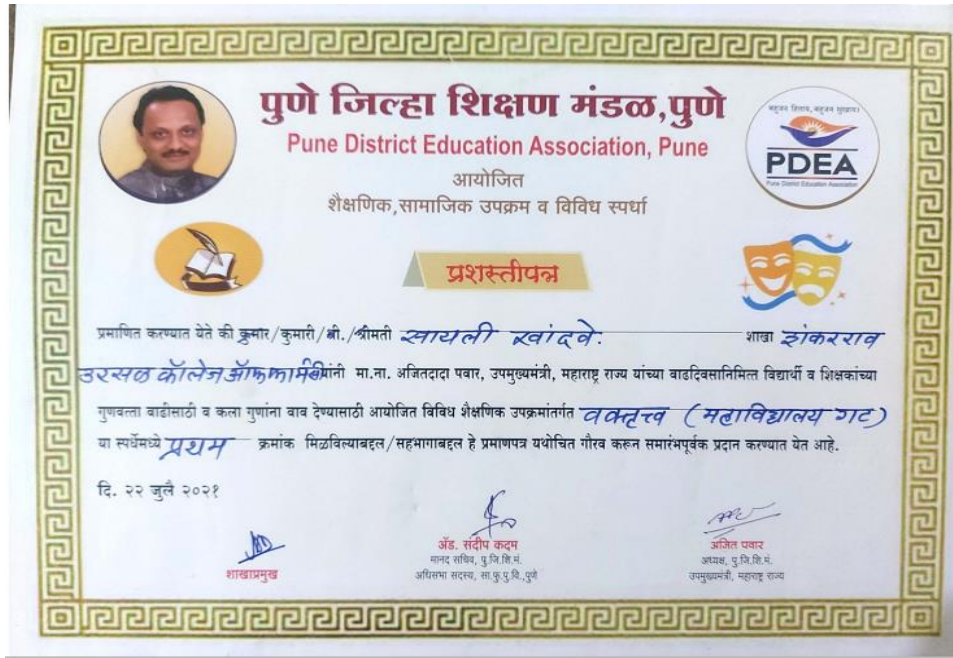 पुणे जिल्हा शिक्षण मंडळ,पुणे
Pune District Education Association, Pune
बहुजन हिताय, बहुजन सुखाय।
PDEA
Pune District Education Association
आयोजित
शैक्षणिक,सामाजिक उपक्रम व विविध स्पर्धा
प्रशस्तीपत्र
प्रमाणित करण्यात येते की कुमार/कुमारी/श्री./श्रीमती सायली खांदवे. शाखा शंकरराव
उरसळ कॉलेज ऑफ फार्मसी यांनी मा.ना. अजितदादा पवार, उपमुख्यमंत्री, महाराष्ट्र राज्य यांच्या वाढदिवसानिमित्त विद्यार्थी व शिक्षकांच्या
गुणवत्ता वाढीसाठी व कला गुणांना वाव देण्यासाठी आयोजित विविध शैक्षणिक उपक्रमांतर्गत वक्तृत्त्व (महाविद्यालय गट)
या स्पर्धेमध्ये प्रथम क्रमांक मिळविल्याबद्दल/सहभागाबद्दल हे प्रमाणपत्र यथोचित गौरव करून समारंभपूर्वक प्रदान करण्यात येत आहे.
दि. २२ जुलै २०२१
शाखाप्रमुख
अ‍ॅड. संदीप कदम
मानद सचिव, पु.जि.शि.मं.
अधिसभा सदस्य, सा.फु.पु.वि.,पुणे
अजित पवार
अध्यक्ष, पु.जि.शि.मं.
उपमुख्यमंत्री, महाराष्ट्र राज्य